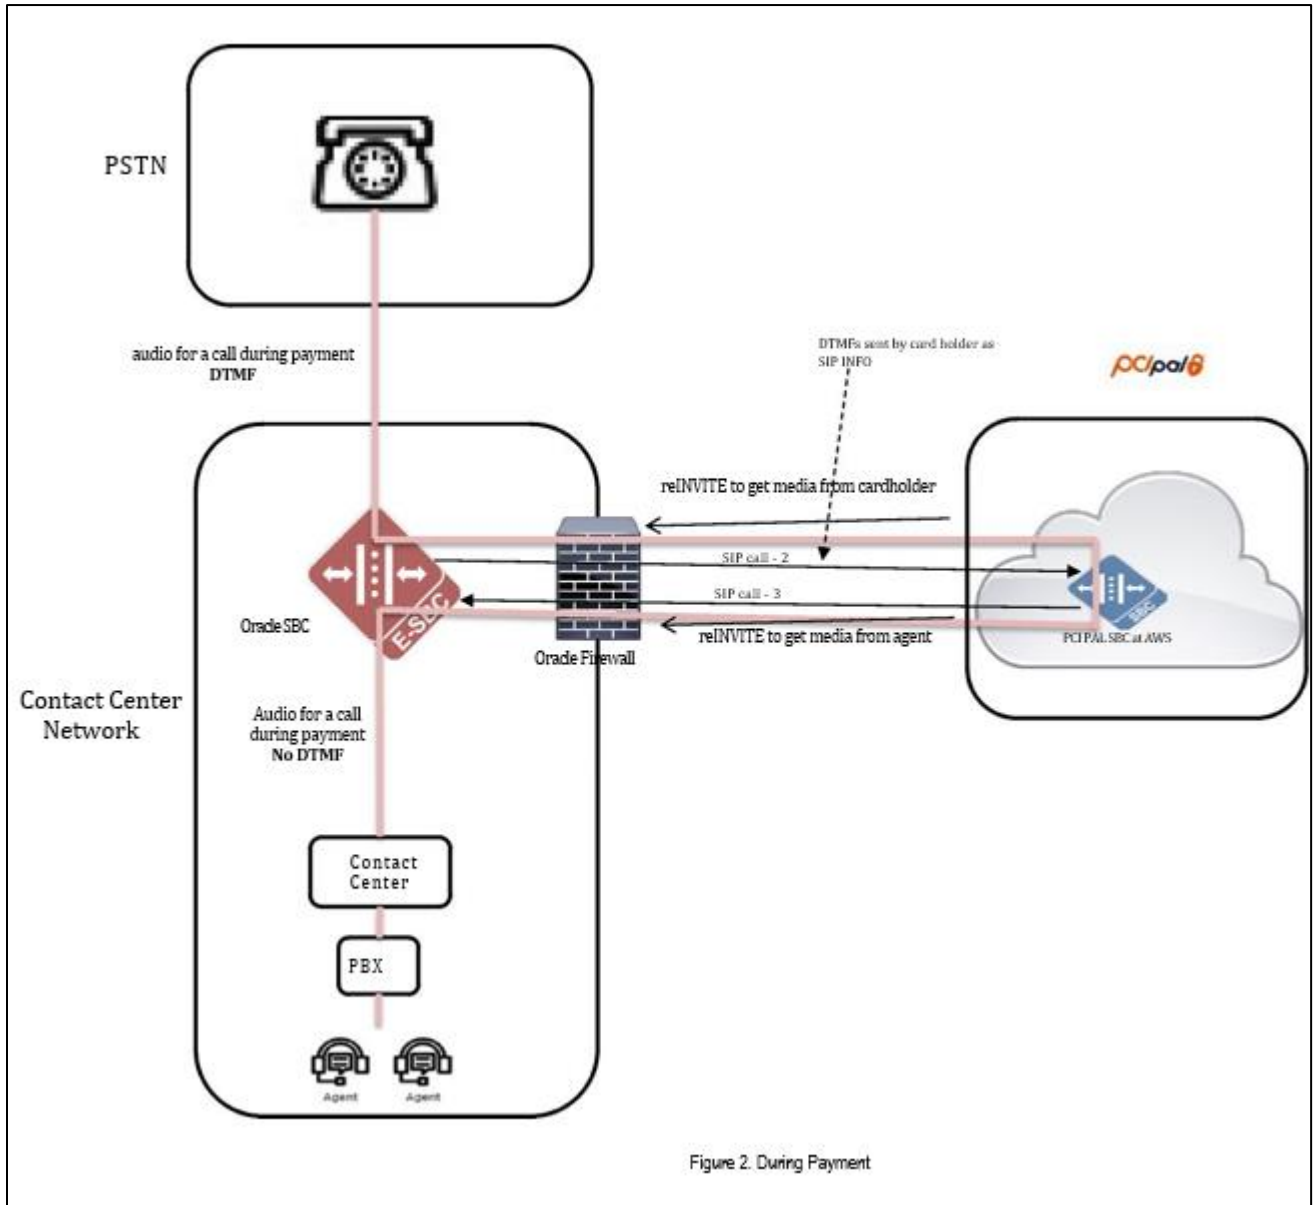 PSTN
audio for a call during payment
DTMF
DTMFs sent by card holder as
SIP INFO
pcipal
reINVITE to get media from cardholder
SIP call - 2
SIP call - 3
reINVITE to get media from agent
E-SBC
Oracle SBC
Oracle Firewall
SBC
PCI PAL SBC at AWS
Contact Center
Network
Audio for a call
during payment
No DTMF
Contact
Center
PBX
Agent
Agent
Figure 2. During Payment